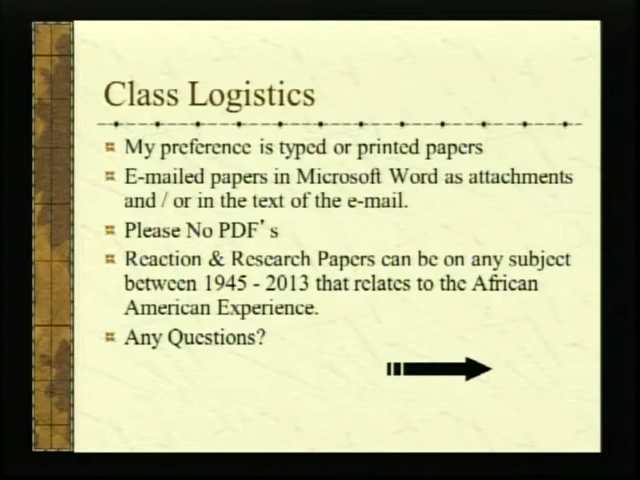 Class Logistics
My preference is typed or printed papers
E-mailed papers in Microsoft Word as attachments
and / or in the text of the e-mail.
Please No PDF's
Reaction & Research Papers can be on any subject
between 1945 - 2013 that relates to the African
American Experience.
Any Questions?